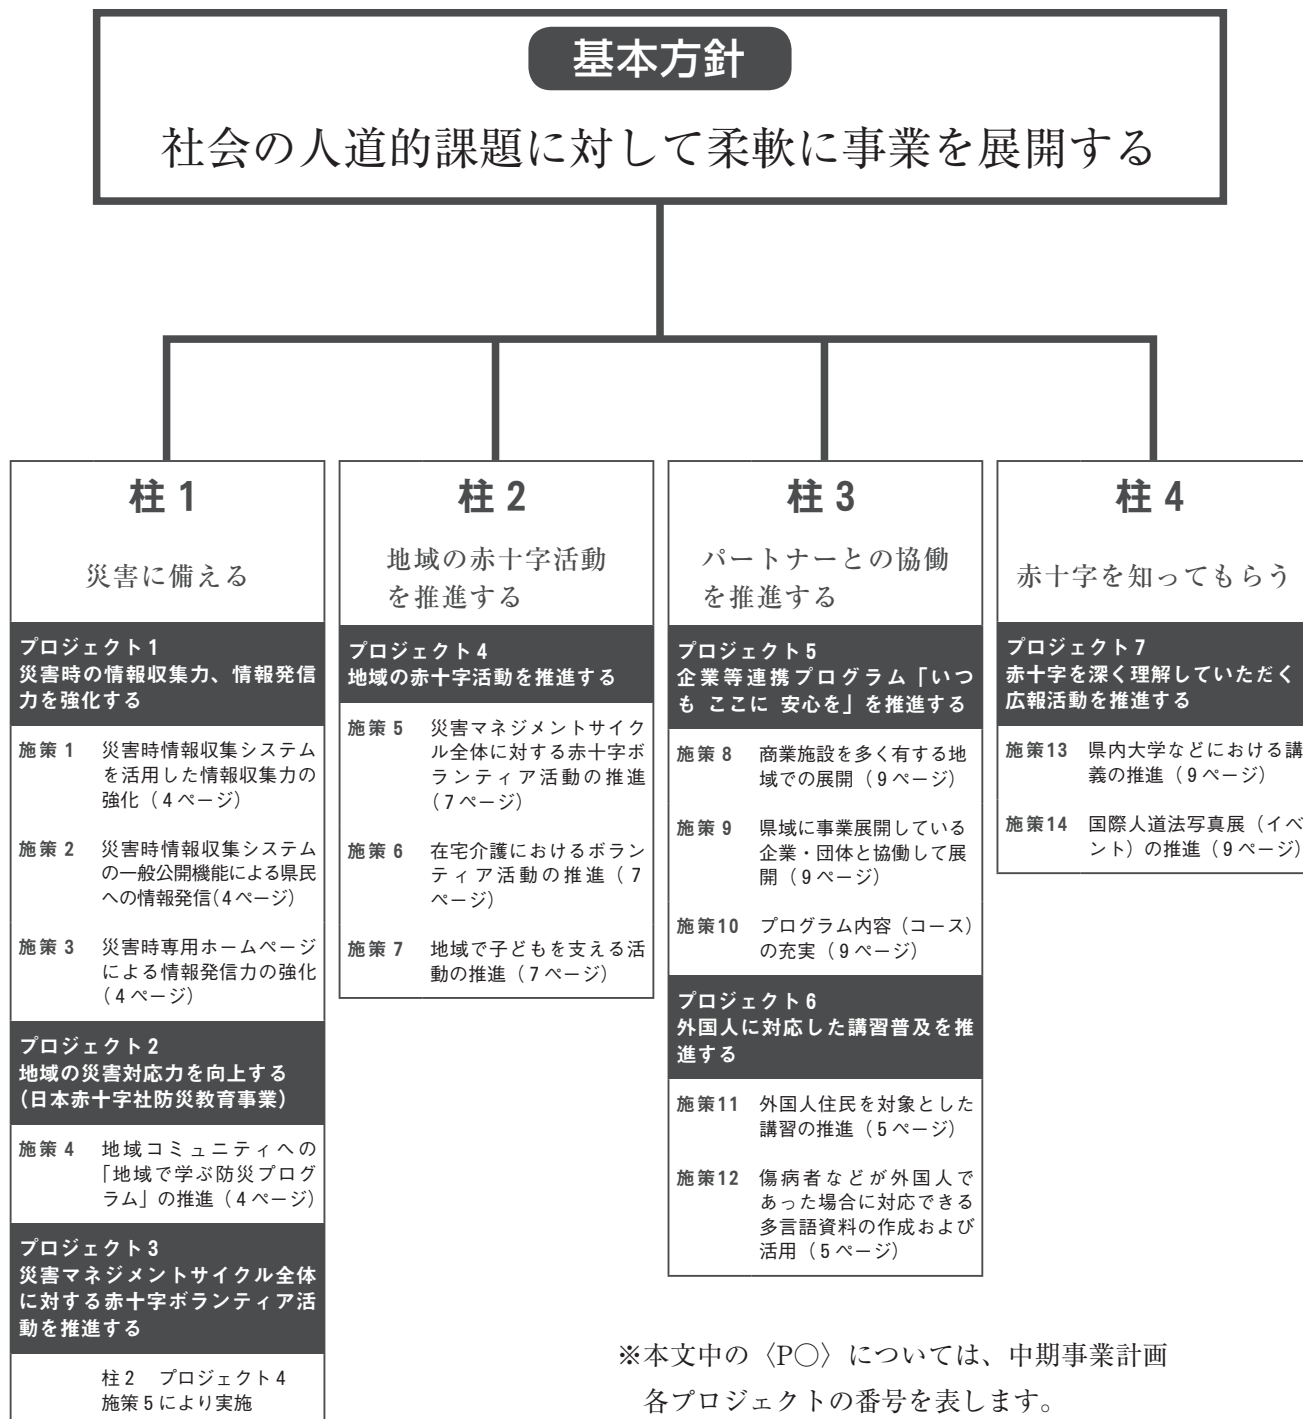 基本方針
社会の人道的課題に対して柔軟に事業を展開する
柱 1
災害に備える
プロジェクト1
災害時の情報収集力、情報発信
力を強化する
施策 1 災害時情報収集システム
を活用した情報収集力の
強化（4ページ）
施策 2 災害時情報収集システム
の一般公開機能による県民
への情報発信（4ページ）
施策 3 災害時専用ホームページ
による情報発信力の強化
（4ページ）
プロジェクト2
地域の災害対応力を向上する
（日本赤十字社防災教育事業）
施策 4 地域コミュニティへの
「地域で学ぶ防災プログ
ラム」の推進（4ページ）
プロジェクト3
災害マネジメントサイクル全体
に対する赤十字ボランティア活
動を推進する
柱2 プロジェクト4
施策5により実施
柱 2
地域の赤十字活動
を推進する
プロジェクト4
地域の赤十字活動を推進する
施策 5 災害マネジメントサイク
ル全体に対する赤十字ボ
ランティア活動の推進
（7ページ）
施策 6 在宅介護におけるボラン
ティア活動の推進（7
ページ）
施策 7 地域で子どもを支える活
動の推進（7ページ）
柱 3
パートナーとの協働
を推進する
プロジェクト5
企業等連携プログラム「いつ
も ここに 安心を」を推進する
施策 8 商業施設を多く有する地
域での展開（9ページ）
施策 9 県域に事業展開している
企業・団体と協働して展
開（9ページ）
施策10 プログラム内容（コース）
の充実（9ページ）
プロジェクト6
外国人に対応した講習普及を推
進する
施策11 外国人住民を対象とした
講習の推進（5ページ）
施策12 傷病者などが外国人で
あった場合に対応できる
多言語資料の作成および
活用（5ページ）
柱 4
赤十字を知ってもらう
プロジェクト7
赤十字を深く理解していただく
広報活動を推進する
施策13 県内大学などにおける講
義の推進（9ページ）
施策14 国際人道法写真展（イベ
ント）の推進（9ページ）
※本文中の〈P○〉については、中期事業計画
各プロジェクトの番号を表します。